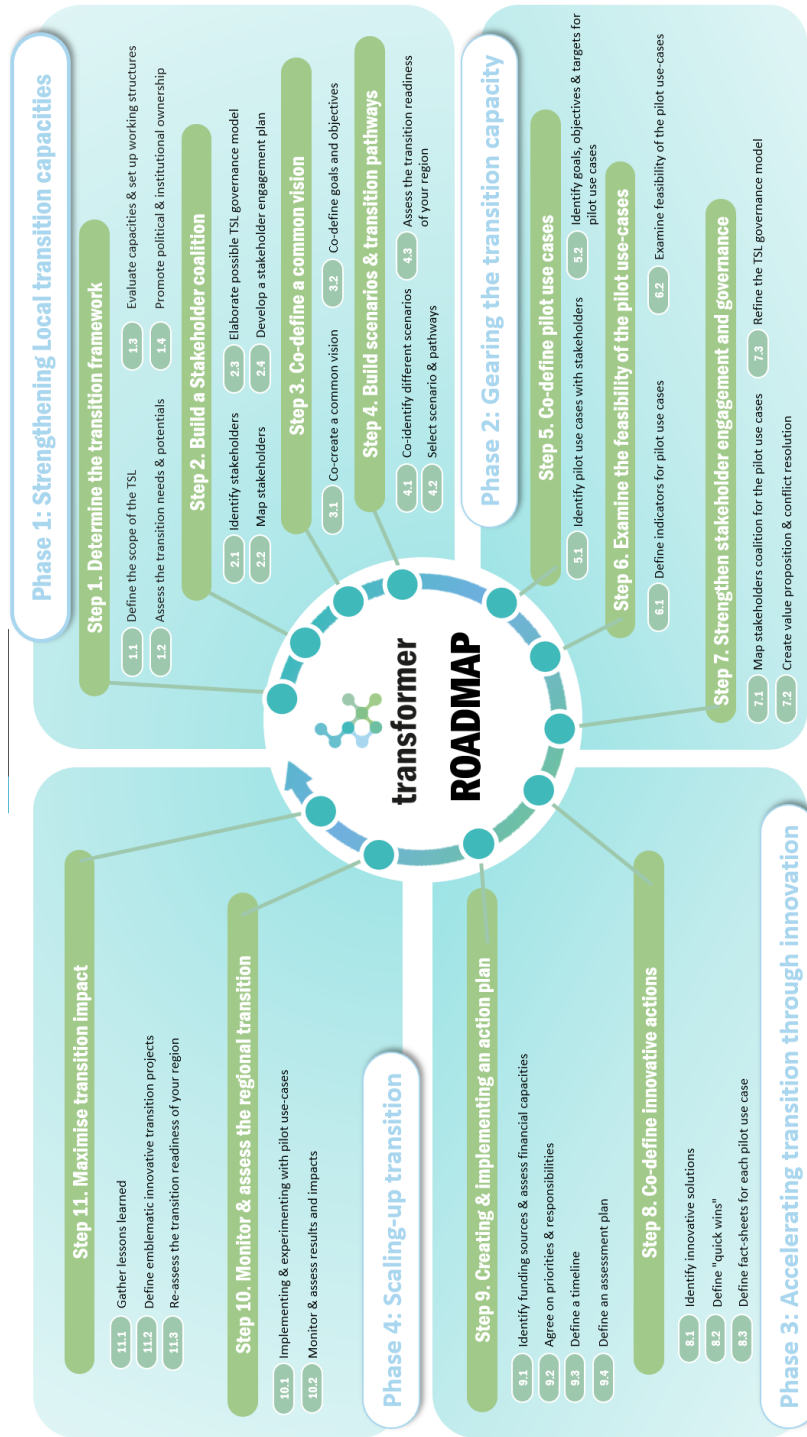 Phase 1: Strengthening Local transition capacities
Step 1. Determine the transition framework
1.1 Define the scope of the TSL
1.2 Assess the transition needs & potentials
1.3 Evaluate capacities & set up working structures
1.4 Promote political & institutional ownership
Step 2. Build a Stakeholder coalition
2.1 Identify stakeholders
2.2 Map stakeholders
2.3 Elaborate possible TSL governance model
2.4 Develop a stakeholder engagement plan
Step 3. Co-define a common vision
3.1 Co-create a common vision
3.2 Co-define goals and objectives
Step 4. Build scenarios & transition pathways
4.1 Co-identify different scenarios
4.2 Select scenario & pathways
4.3 Assess the transition readiness
of your region
Phase 2: Gearing the transition capacity
Step 5. Co-define pilot use cases
5.1 Identify pilot use cases with stakeholders
5.2 Identify goals, objectives & targets for
pilot use cases
Step 6. Examine the feasibility of the pilot use-cases
6.1 Define indicators for pilot use cases
6.2 Examine feasibility of the pilot use-cases
Step 7. Strengthen stakeholder engagement and governance
7.1 Map stakeholders coalition for the pilot use cases
7.2 Create value proposition & conflict resolution
7.3 Refine the TSL governance model
transformer
ROADMAP
Phase 3: Accelerating transition through innovation
Step 8. Co-define innovative actions
8.1 Identify innovative solutions
8.2 Define "quick wins"
8.3 Define fact-sheets for each pilot use case
Step 9. Creating & implementing an action plan
9.1 Identify funding sources & assess financial capacities
9.2 Agree on priorities & responsibilities
9.3 Define a timeline
9.4 Define an assessment plan
Phase 4: Scaling-up transition
Step 10. Monitor & assess the regional transition
10.1 Implementing & experimenting with pilot use-cases
10.2 Monitor & assess results and impacts
Step 11. Maximise transition impact
11.1 Gather lessons learned
11.2 Define emblematic innovative transition projects
11.3 Re-assess the transition readiness of your region